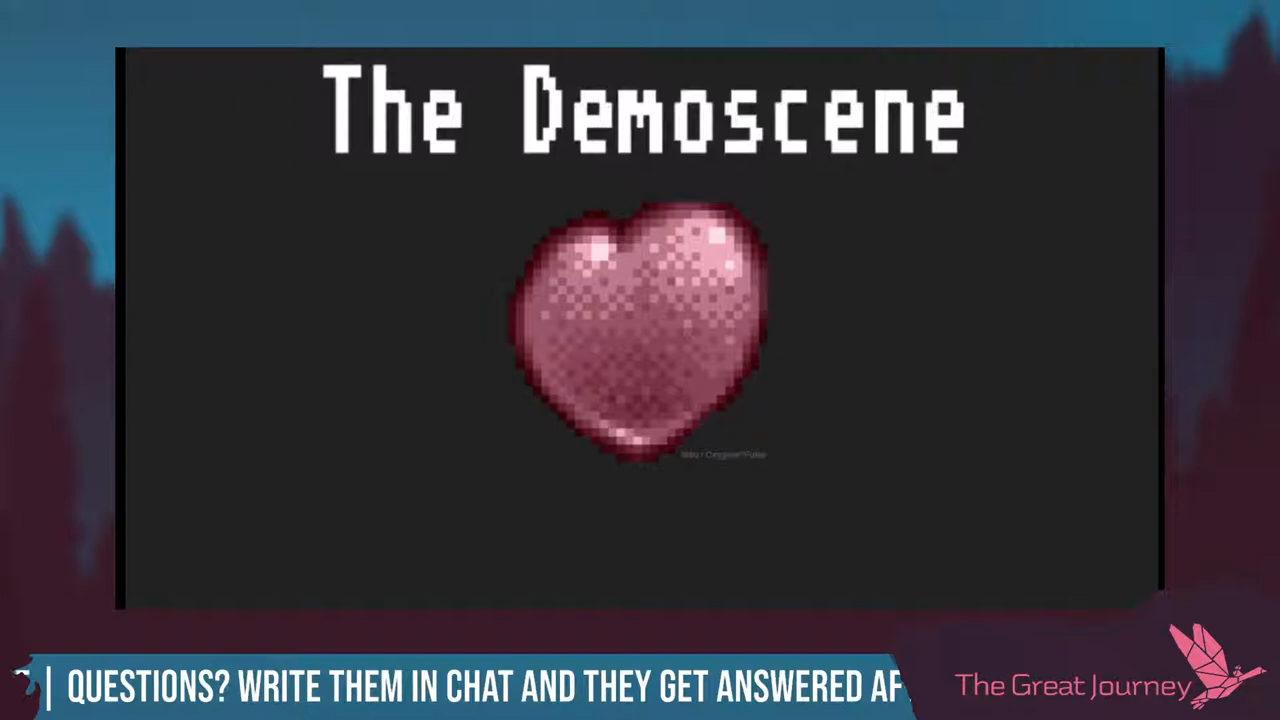 The Demoscene
| QUESTIONS? WRITE THEM IN CHAT AND THEY GET ANSWERED AF
The Great Journey